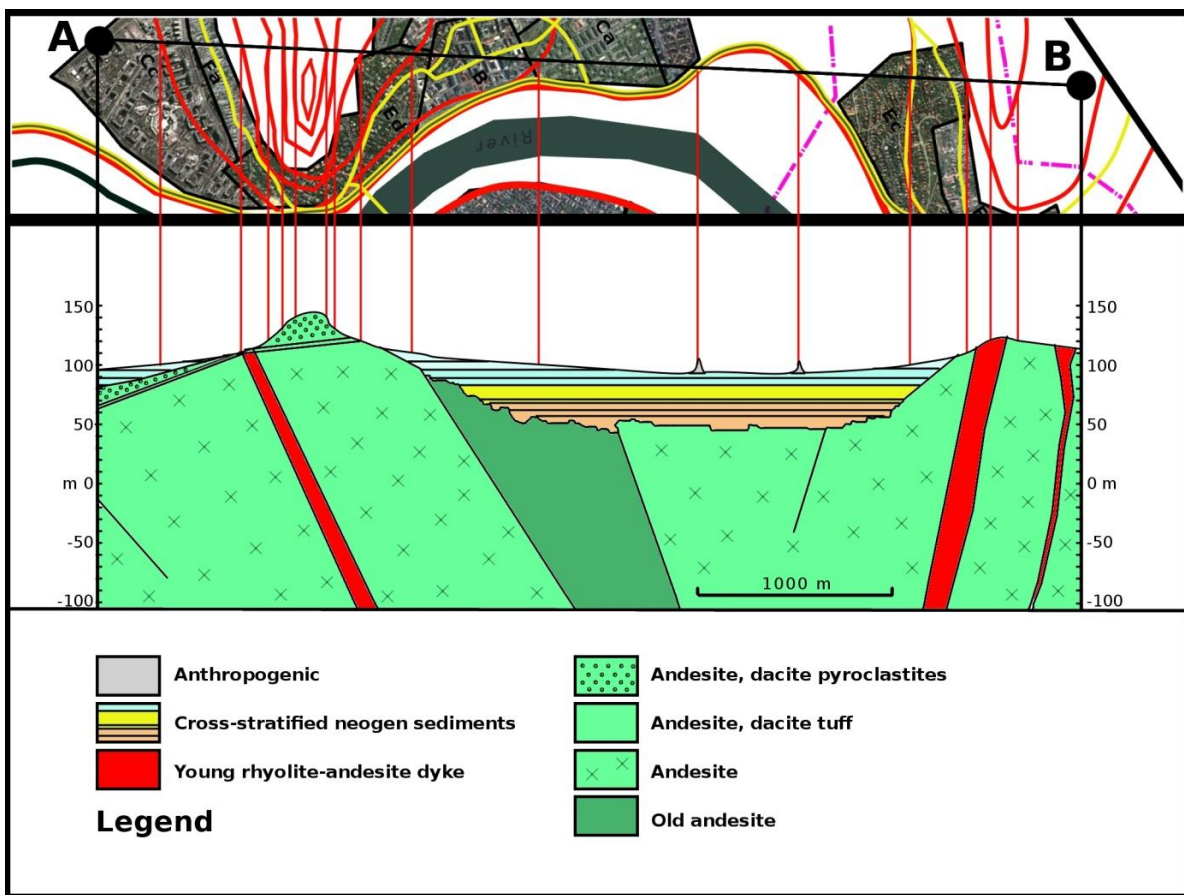 A
B
Cc
Ea
Ed
B
Ca
Ec
River
150
100
50
m 0
-50
-100
150
100
50
0 m
-50
-100
1000 m
Anthropogenic
Cross-stratified neogen sediments
Young rhyolite-andesite dyke
Legend
Andesite, dacite pyroclastites
Andesite, dacite tuff
Andesite
Old andesite